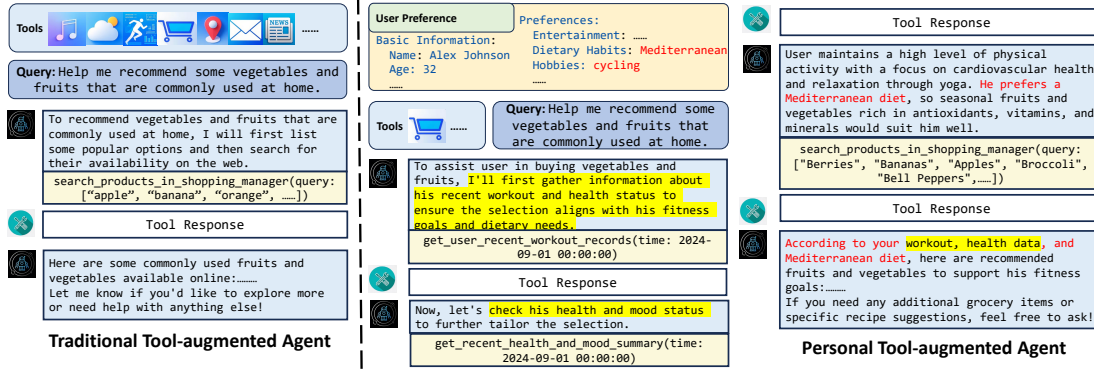 Tools
NEWS
......
Query: Help me recommend some vegetables and
fruits that are commonly used at home.
To recommend vegetables and fruits that are
commonly used at home, I will first list
some popular options and then search for
their availability on the web.
search_products_in_shopping_manager(query:
[“apple”, “banana”, “orange”, ……])
Tool Response
Here are some commonly used fruits and
vegetables available online:………
Let me know if you'd like to explore more
or need help with anything else!
Traditional Tool-augmented Agent
User Preference
Basic Information:
Name: Alex Johnson
Age: 32
……
Preferences:
Entertainment: ……
Dietary Habits: Mediterranean
Hobbies: cycling
……
Tools
......
Query: Help me recommend some
vegetables and fruits that
are commonly used at home.
To assist user in buying vegetables and
fruits, I'll first gather information about
his recent workout and health status to
ensure the selection aligns with his fitness
goals and dietary needs.
get_user_recent_workout_records(time: 2024-
09-01 00:00:00)
Tool Response
Now, let's check his health and mood status
to further tailor the selection.
get_recent_health_and_mood_summary(time:
2024-09-01 00:00:00)
Tool Response
User maintains a high level of physical
activity with a focus on cardiovascular health
and relaxation through yoga. He prefers a
Mediterranean diet, so seasonal fruits and
vegetables rich in antioxidants, vitamins, and
minerals would suit him well.
search_products_in_shopping_manager(query:
["Berries", "Bananas", "Apples", "Broccoli",
"Bell Peppers",……])
Tool Response
According to your workout, health data, and
Mediterranean diet, here are recommended
fruits and vegetables to support his fitness
goals:………
If you need any additional grocery items or
specific recipe suggestions, feel free to ask!
Personal Tool-augmented Agent